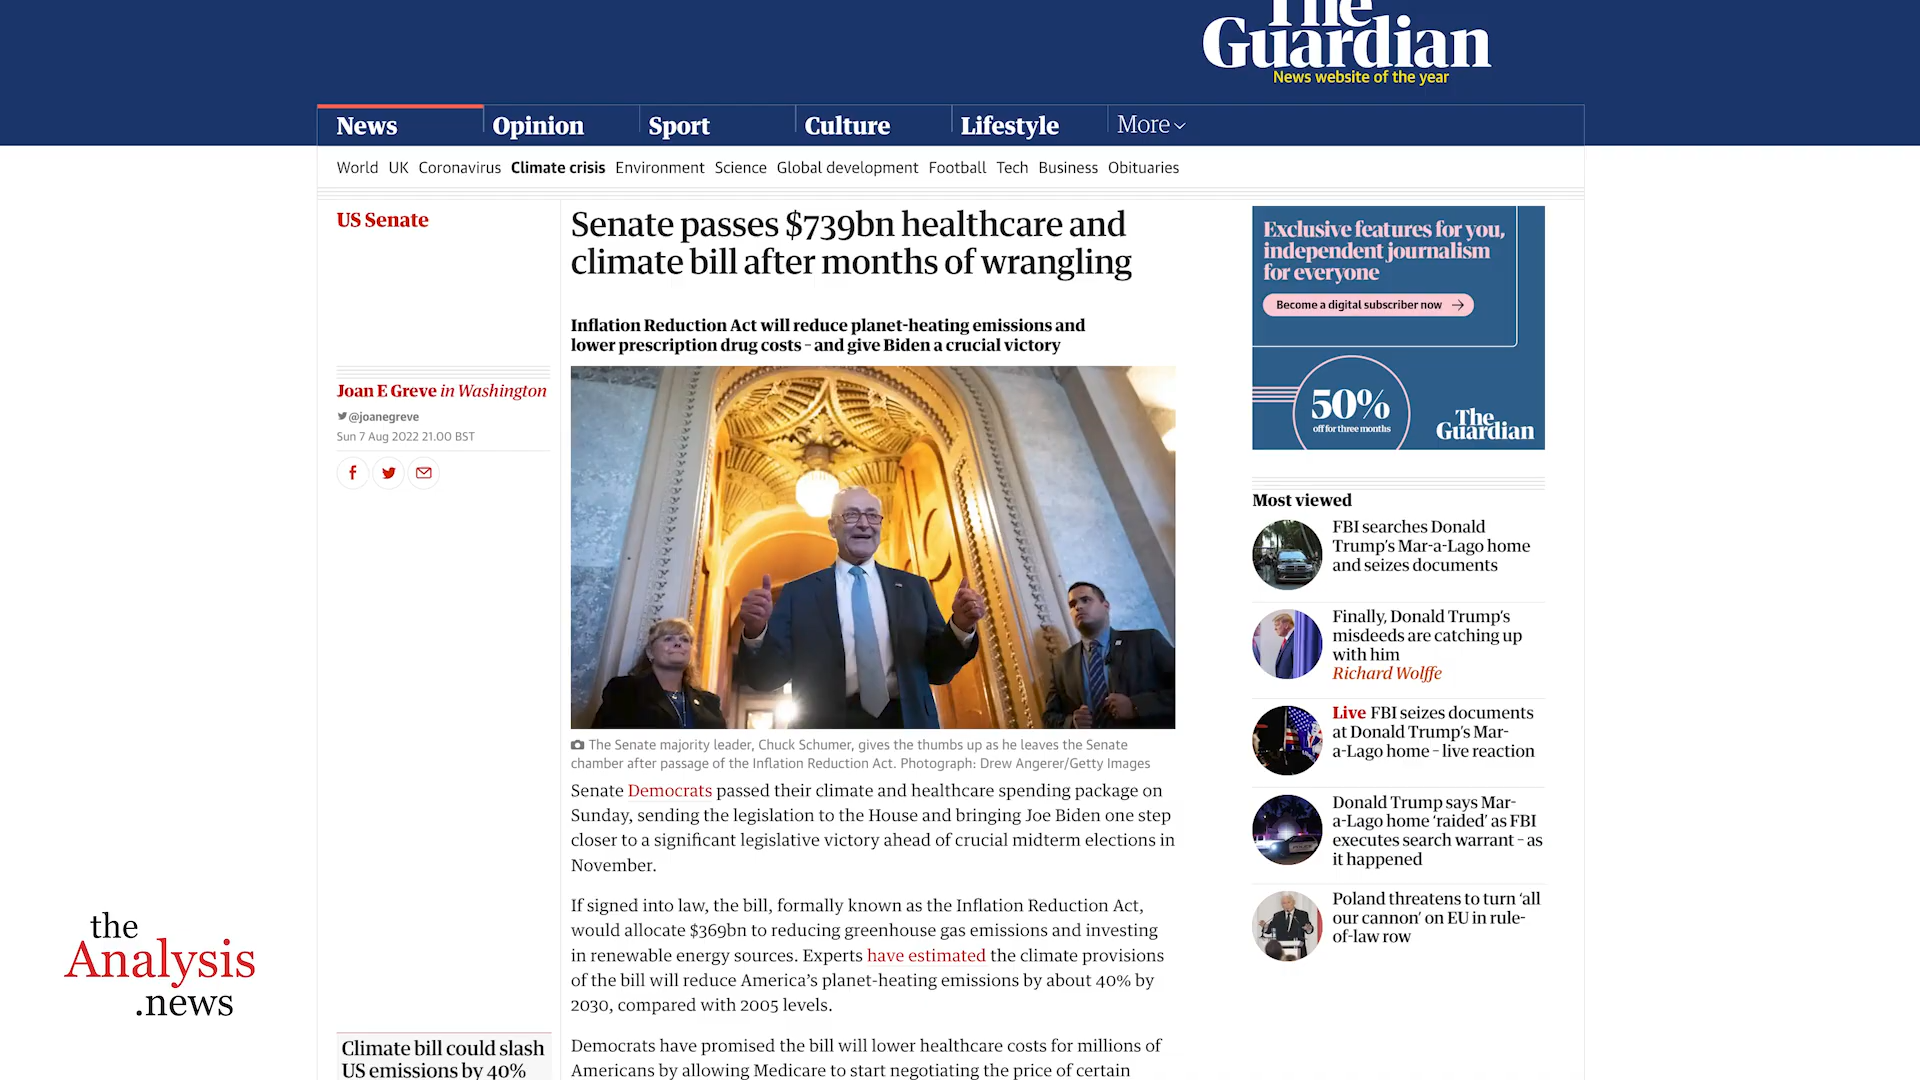 The
Guardian
News website of the year
News
Opinion
Sport
Culture
Lifestyle
More
World UK Coronavirus Climate crisis Environment Science Global development Football Tech Business Obituaries
US Senate
Senate passes $739bn healthcare and
climate bill after months of wrangling
Inflation Reduction Act will reduce planet-heating emissions and
lower prescription drug costs – and give Biden a crucial victory
Joan E Greve in Washington
@joanegreve
Sun 7 Aug 2022 21.00 BST
The Senate majority leader, Chuck Schumer, gives the thumbs up as he leaves the Senate
chamber after passage of the Inflation Reduction Act. Photograph: Drew Angerer/Getty Images
Senate Democrats passed their climate and healthcare spending package on
Sunday, sending the legislation to the House and bringing Joe Biden one step
closer to a significant legislative victory ahead of crucial midterm elections in
November.
If signed into law, the bill, formally known as the Inflation Reduction Act,
would allocate $369bn to reducing greenhouse gas emissions and investing
in renewable energy sources. Experts have estimated the climate provisions
of the bill will reduce America's planet-heating emissions by about 40% by
2030, compared with 2005 levels.
Democrats have promised the bill will lower healthcare costs for millions of
Americans by allowing Medicare to start negotiating the price of certain
Climate bill could slash
US emissions by 40%
Exclusive features for you,
independent journalism
for everyone
Become a digital subscriber now
50%
off for three months
The
Guardian
Most viewed
FBI searches Donald
Trump's Mar-a-Lago home
and seizes documents
Finally, Donald Trump's
misdeeds are catching up
with him
Richard Wolffe
Live FBI seizes documents
at Donald Trump's Mar-
a-Lago home – live reaction
Donald Trump says Mar-
a-Lago home 'raided' as FBI
executes search warrant – as
it happened
Poland threatens to turn 'all
our cannon' on EU in rule-
of-law row
the
Analysis
.news